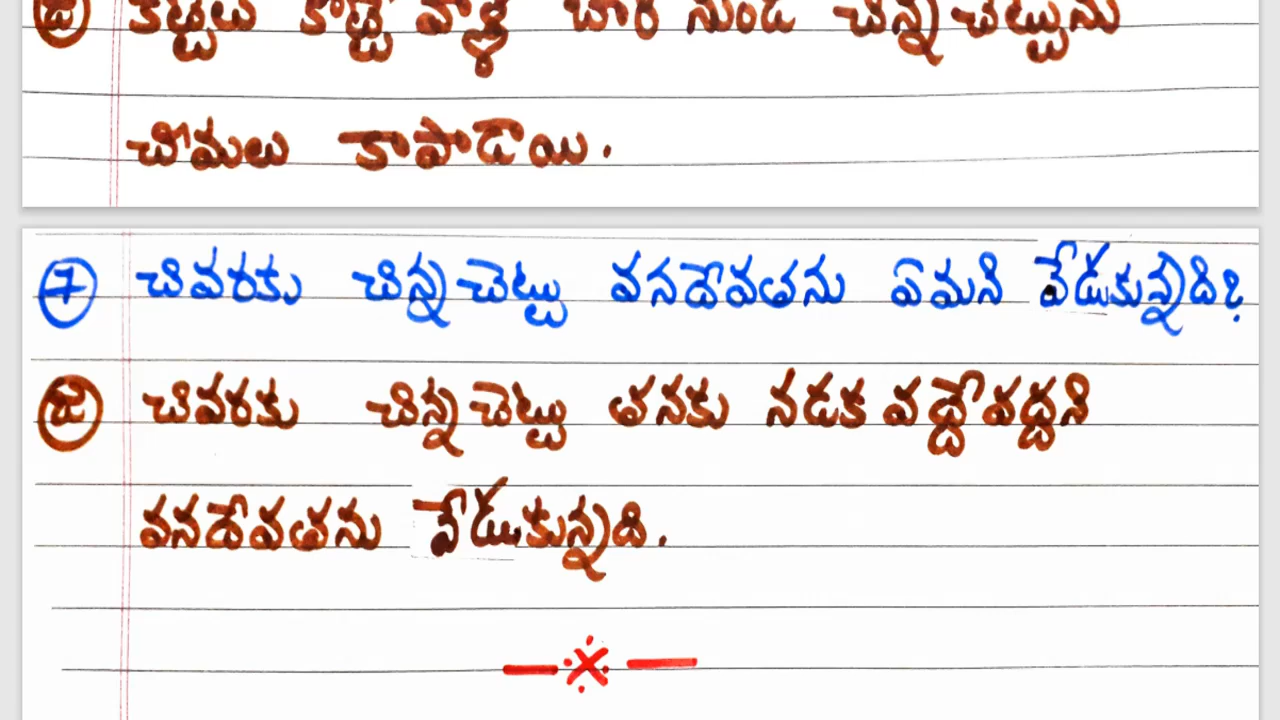 జ కట్టెలు కొట్టే వాళ్ళ బారి నుండి చిన్న చెట్టును
చీమలు కాపాడాయి.
7 చివరకు చిన్నచెట్టు వనదేవతను ఏమని వేడుకున్నది?
జ చివరకు చిన్నచెట్టు తనకు నడక వద్దేవద్దని
వనదేవతను వేడుకున్నది.